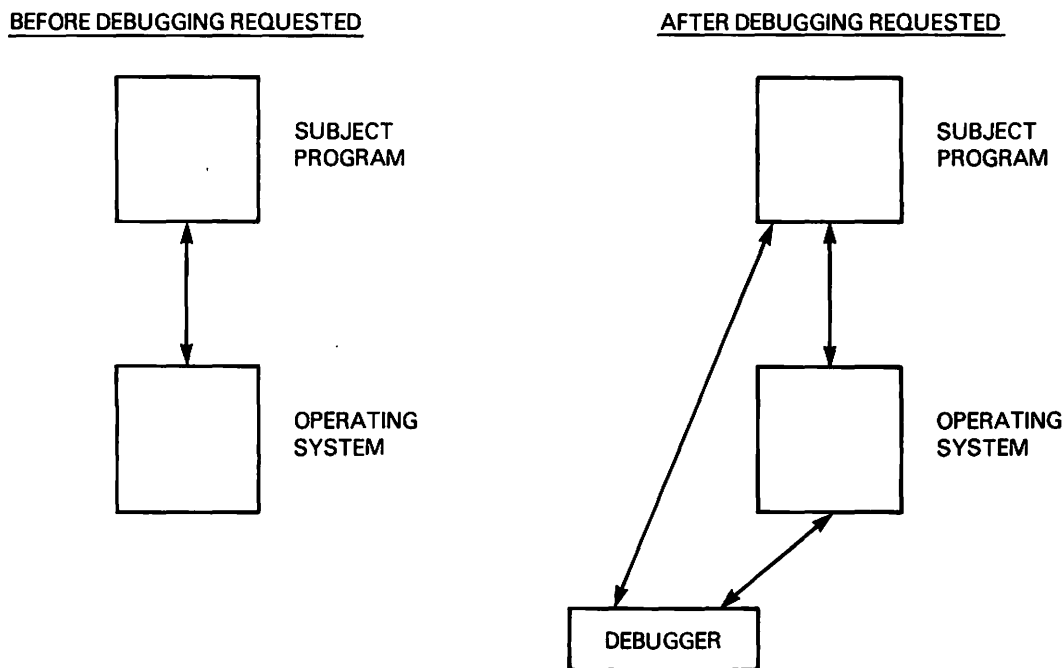 BEFORE DEBUGGING REQUESTED
SUBJECT
PROGRAM
OPERATING
SYSTEM
AFTER DEBUGGING REQUESTED
SUBJECT
PROGRAM
OPERATING
SYSTEM
DEBUGGER